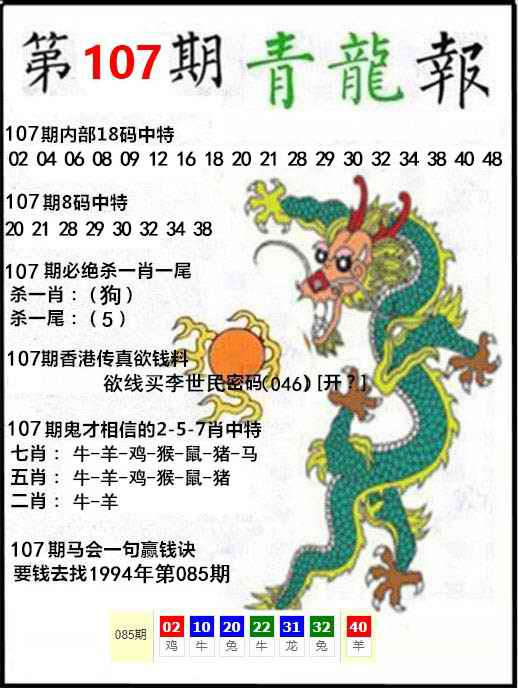 第107期青龍報
107期内部18码中特
02 04 06 08 09 12 16 18 20 21 28 29 30 32 34 38 40 48
107期8码中特
20 21 28 29 30 32 34 38
107 期必绝杀一肖一尾
杀一肖：（狗）
杀一尾：（5）
107期香港传真欲钱料
欲线买李世民密码(046) [开？]
107期鬼才相信的2-5-7肖中特
七肖： 牛-羊-鸡-猴-鼠-猪-马
五肖： 牛-羊-鸡-猴-鼠-猪
二肖： 牛-羊
107期马会一句赢钱诀
要钱去找1994年第085期
085期 02 10 20 22 31 32 40
鸡 牛 兔 牛 龙 兔 羊